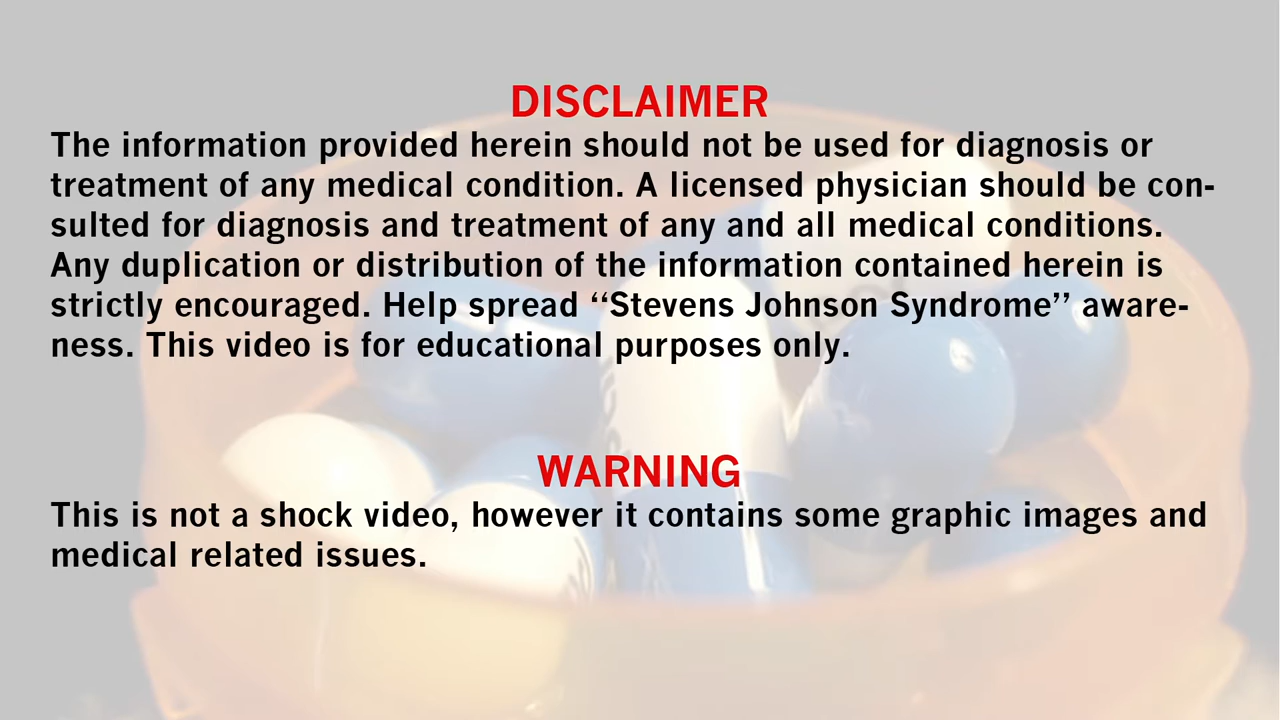 DISCLAIMER
The information provided herein should not be used for diagnosis or
treatment of any medical condition. A licensed physician should be con-
sulted for diagnosis and treatment of any and all medical conditions.
Any duplication or distribution of the information contained herein is
strictly encouraged. Help spread “Stevens Johnson Syndrome” aware-
ness. This video is for educational purposes only.
WARNING
This is not a shock video, however it contains some graphic images and
medical related issues.